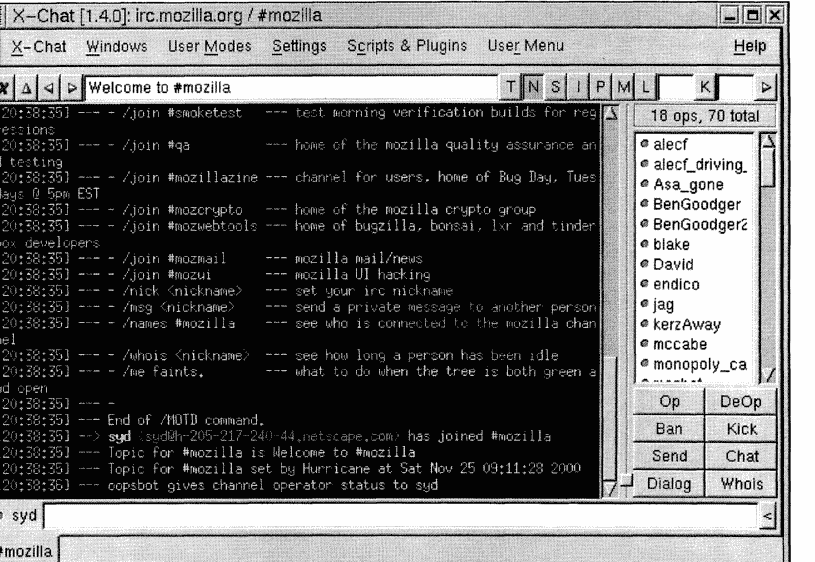 X-Chat [1.4.0]: irc.mozilla.org / #mozilla
X-Chat Windows User Modes Settings Scripts & Plugins User Menu Help
X Welcome to #mozilla T N S I P M L K
20:38:35] --- - /join #smoketest --- test morning verification builds for reg
ressions
20:38:35] --- - /join #qa --- home of the mozilla quality assurance an
d testing
20:38:35] --- - /join #mozillazine --- channel for users, home of Bug Day, Tues
days @ 5pm EST
20:38:35] --- - /join #mozcrypto --- home of the mozilla crypto group
20:38:35] --- - /join #mozwebtools --- home of bugzilla, bonsai, lxr and tinder
box developers
20:38:35] --- - /join #mozmail --- mozilla mail/news
20:38:35] --- - /join #mozui --- mozilla UI hacking
20:38:35] --- - /nick <nickname> --- set your irc nickname
20:38:35] --- - /msg <nickname> --- send a private message to another person
20:38:35] --- - /names #mozilla --- see who is connected to the mozilla chan
nel
20:38:35] --- - /whois <nickname> --- see how long a person has been idle
20:38:35] --- - /me faints. --- what to do when the tree is both green a
nd open
20:38:35] --- -
20:38:35] --- End of /MOTD command.
20:38:35] --> syd (syd@h-205-217-240-44.netscape.com) has joined #mozilla
20:38:35] --- Topic for #mozilla is Welcome to #mozilla
20:38:35] --- Topic for #mozilla set by Hurricane at Sat Nov 25 09:11:28 2000
20:38:36] --- oopsbot gives channel operator status to syd
18 ops, 70 total
alecf
alecf_driving_
Asa_gone
BenGoodger
BenGoodger2
blake
David
endico
jag
kerzAway
mccabe
monopoly_ca
Op DeOp
Ban Kick
Send Chat
Dialog WhoIs
syd
<
#mozilla